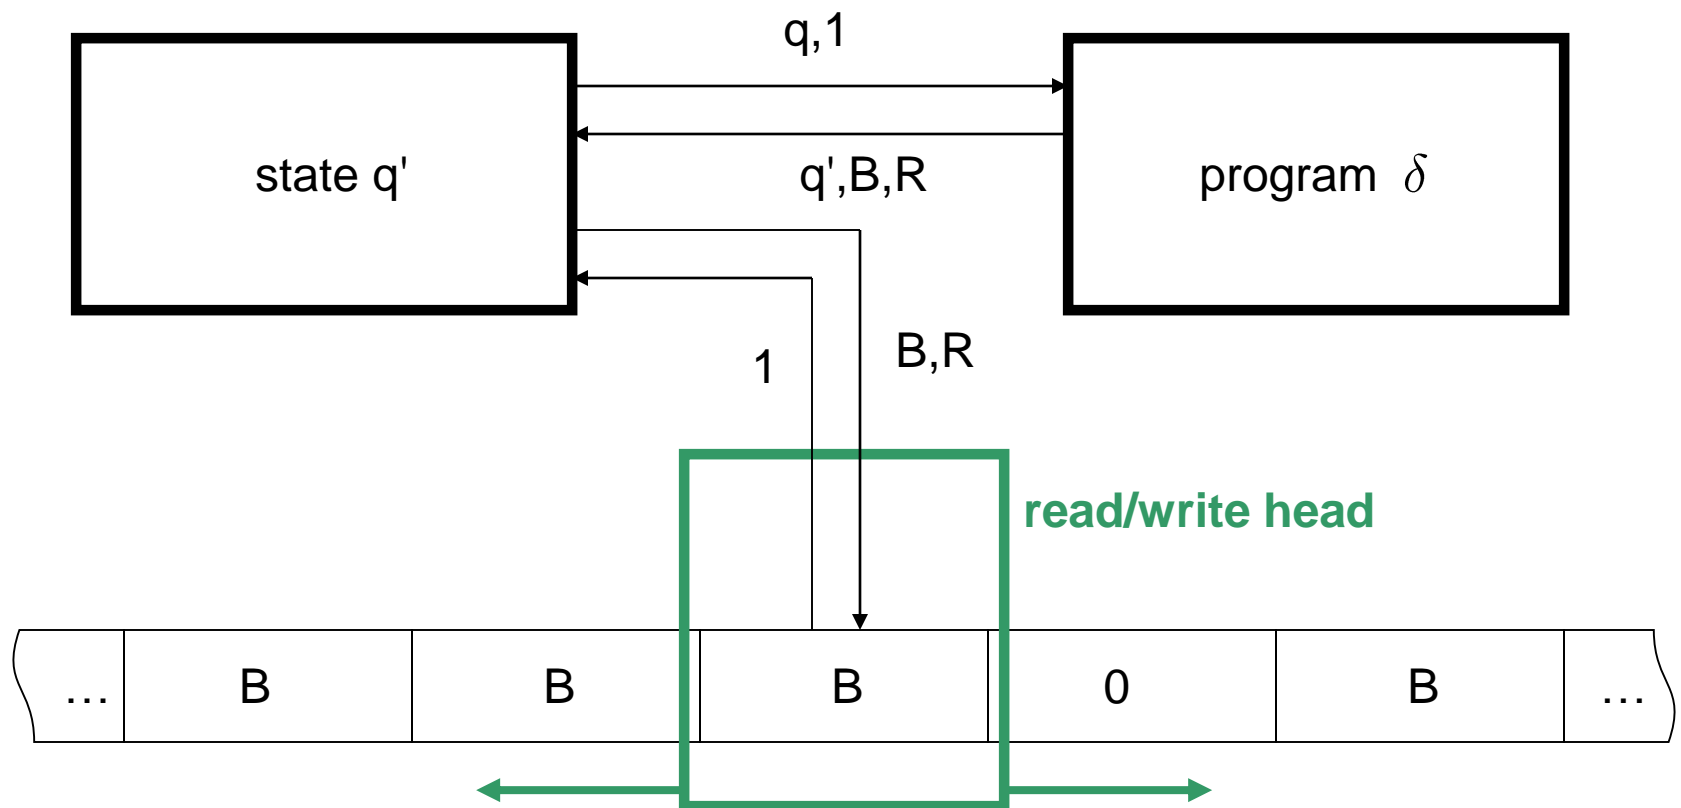 q,1
state q'
q',B,R
program δ
1
B,R
read/write head
... B B B 0 B ...